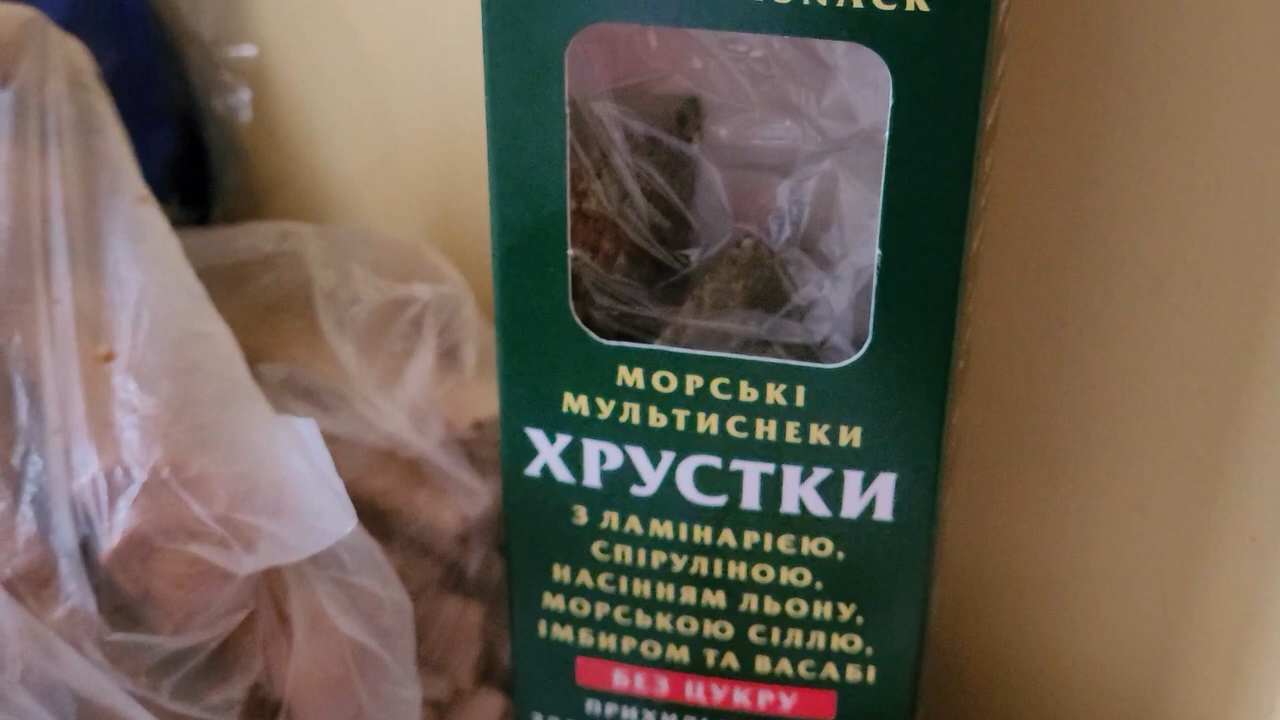 МОРСЬКІ
МУЛЬТИСНЕКИ
ХРУСТКИ
З ЛАМІНАРІЄЮ,
СПІРУЛІНОЮ,
НАСІННЯМ ЛЬОНУ,
МОРСЬКОЮ СІЛЛЮ,
ІМБИРОМ ТА ВАСАБІ
БЕЗ ЦУКРУ